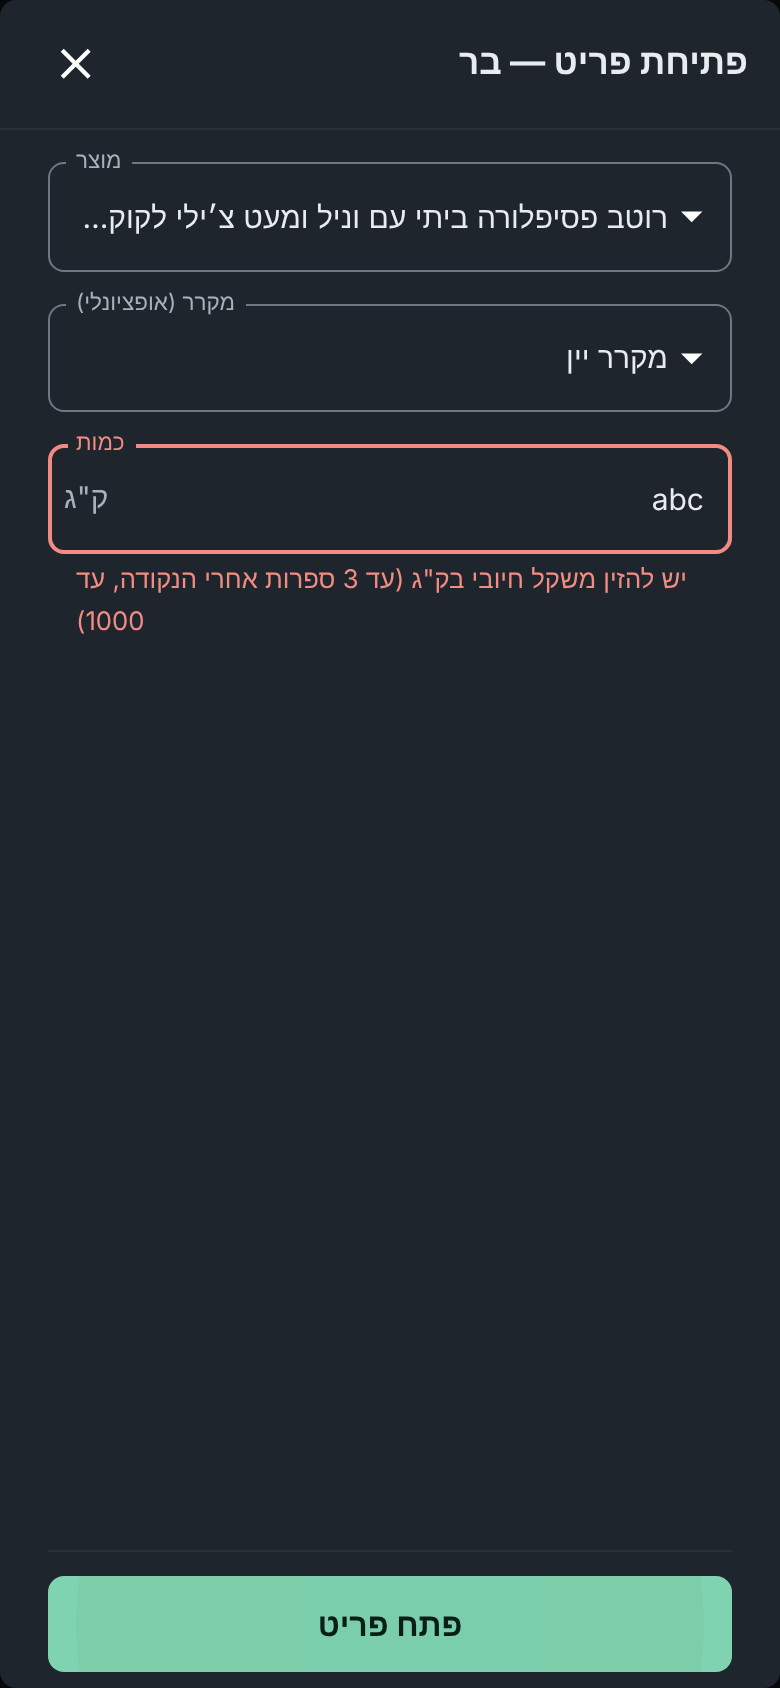 פתיחת פריט — בר
מוצר
רוטב פסיפלורה ביתי עם וניל ומעט צ׳ילי לקוק...
מקרר (אופציונלי)
מקרר יין
כמות
abc
ק"ג
יש להזין משקל חיובי בק"ג (עד 3 ספרות אחרי הנקודה, עד
1000)
פתח פריט